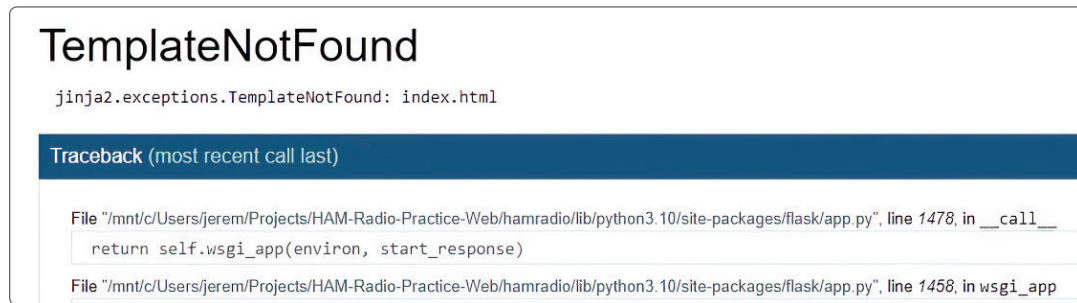 TemplateNotFound
jinja2.exceptions.TemplateNotFound: index.html
Traceback (most recent call last)
File "/mnt/c/Users/jerem/Projects/HAM-Radio-Practice-Web/hamradio/lib/python3.10/site-packages/flask/app.py", line 1478, in __call__
return self.wsgi_app(environ, start_response)
File "/mnt/c/Users/jerem/Projects/HAM-Radio-Practice-Web/hamradio/lib/python3.10/site-packages/flask/app.py", line 1458, in wsgi_app